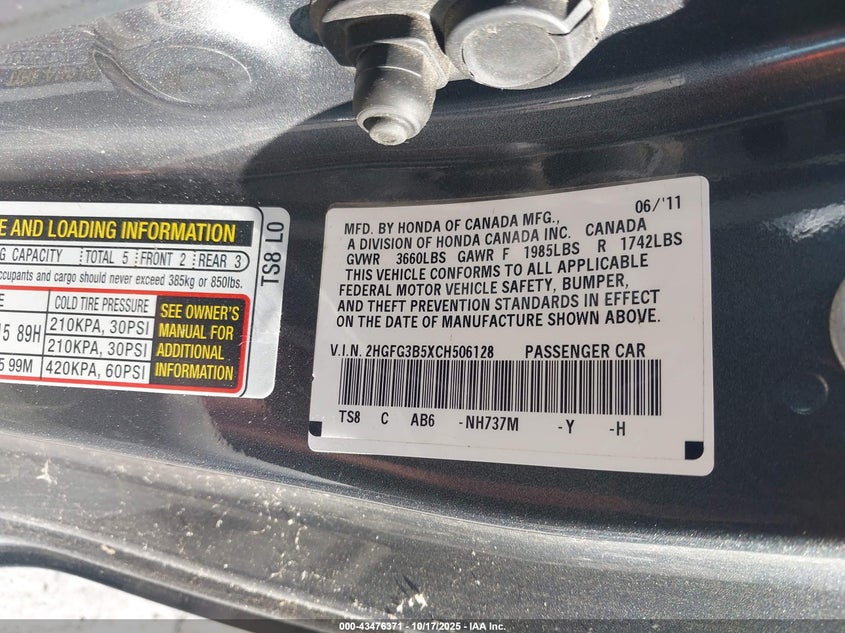 E AND LOADING INFORMATION
G CAPACITY TOTAL 5 FRONT 2 REAR 3
ccupants and cargo should never exceed 385kg or 850lbs.
E COLD TIRE PRESSURE SEE OWNER'S MANUAL FOR ADDITIONAL INFORMATION
15 89H 210KPA, 30PSI
210KPA, 30PSI
5 99M 420KPA, 60PSI
TS8 L0
06/'11
MFD. BY HONDA OF CANADA MFG.,
A DIVISION OF HONDA CANADA INC. CANADA
GVWR 3660LBS GAWR F 1985LBS R 1742LBS
THIS VEHICLE CONFORMS TO ALL APPLICABLE
FEDERAL MOTOR VEHICLE SAFETY, BUMPER,
AND THEFT PREVENTION STANDARDS IN EFFECT
ON THE DATE OF MANUFACTURE SHOWN ABOVE.
V.I.N. 2HGFG3B5XCH506128 PASSENGER CAR
TS8 C AB6 -NH737M -Y -H
000-43476371 - 10/17/2025 - IAA Inc.